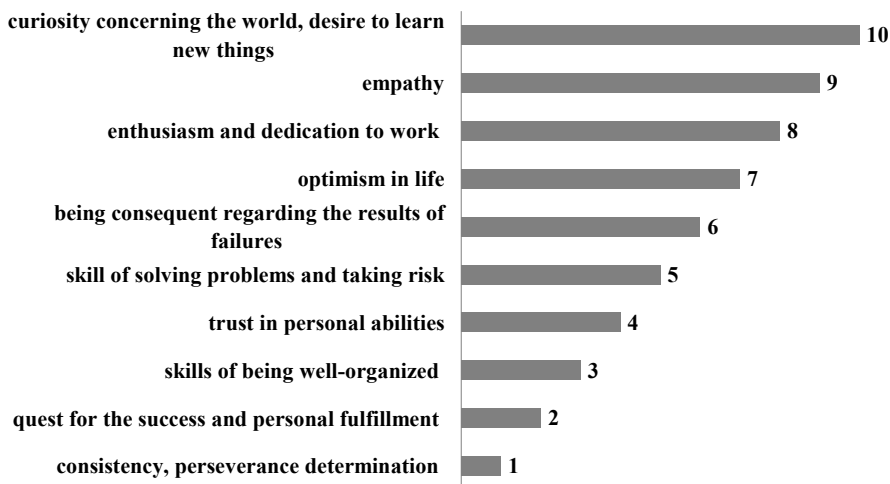 curiosity concerning the world, desire to learn
new things
10
empathy
9
enthusiasm and dedication to work
8
optimism in life
7
being consequent regarding the results of
failures
6
skill of solving problems and taking risk
5
trust in personal abilities
4
skills of being well-organized
3
quest for the success and personal fulfillment
2
consistency, perseverance determination
1